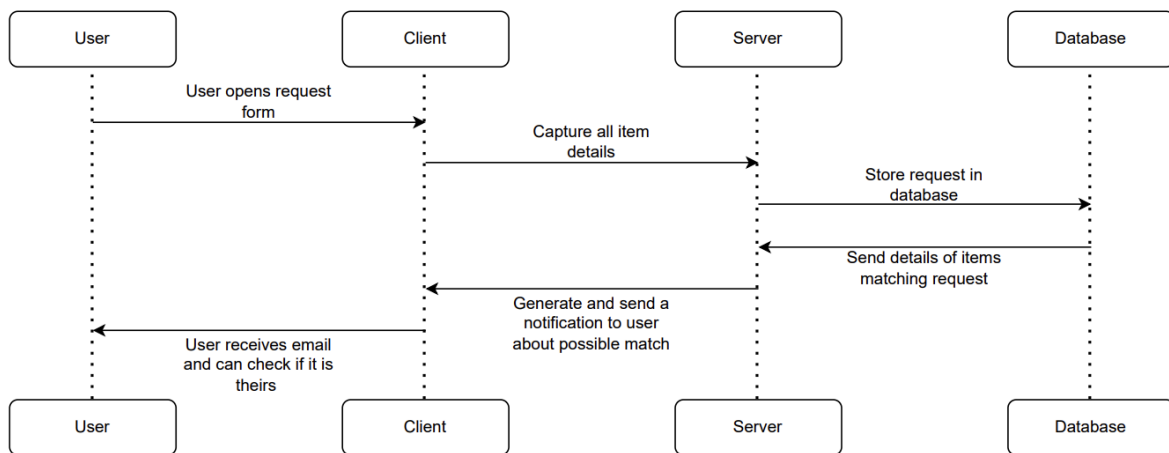 User
Client
Server
Database
User opens request
form
Capture all item
details
Store request in
database
Send details of items
matching request
Generate and send a
notification to user
about possible match
User receives email
and can check if it is
theirs
User
Client
Server
Database